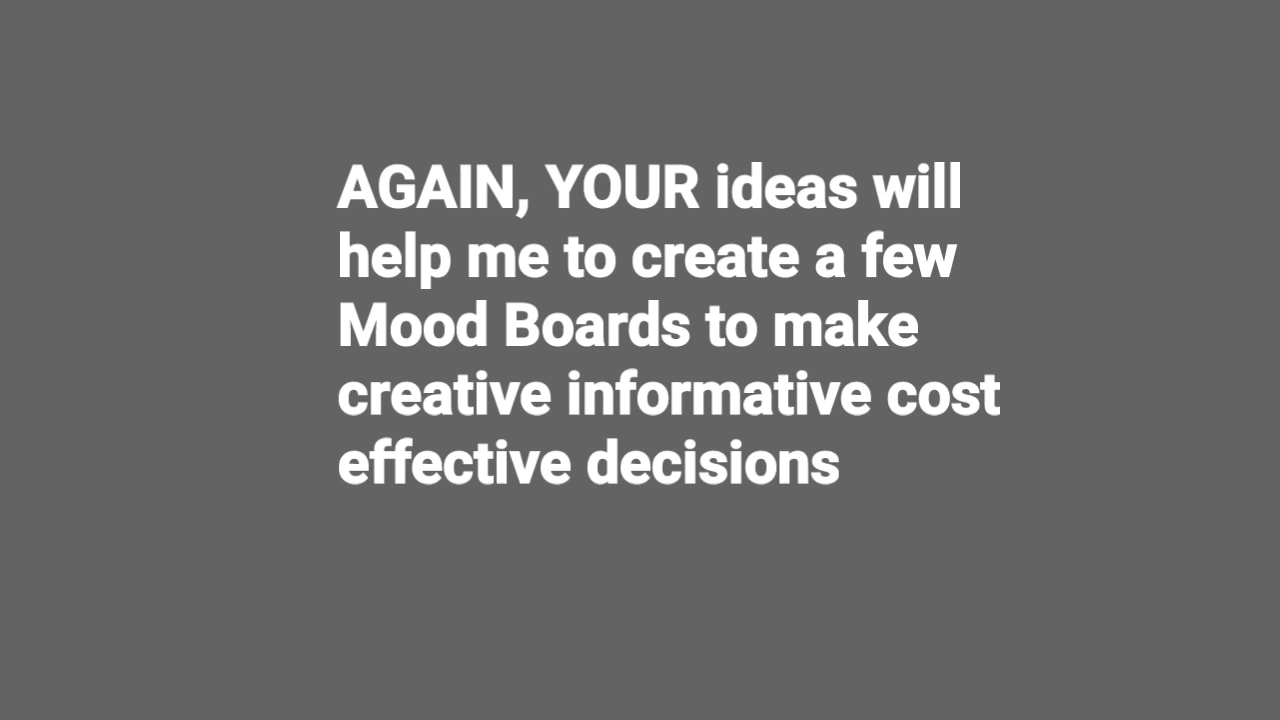 AGAIN, YOUR ideas will
help me to create a few
Mood Boards to make
creative informative cost
effective decisions